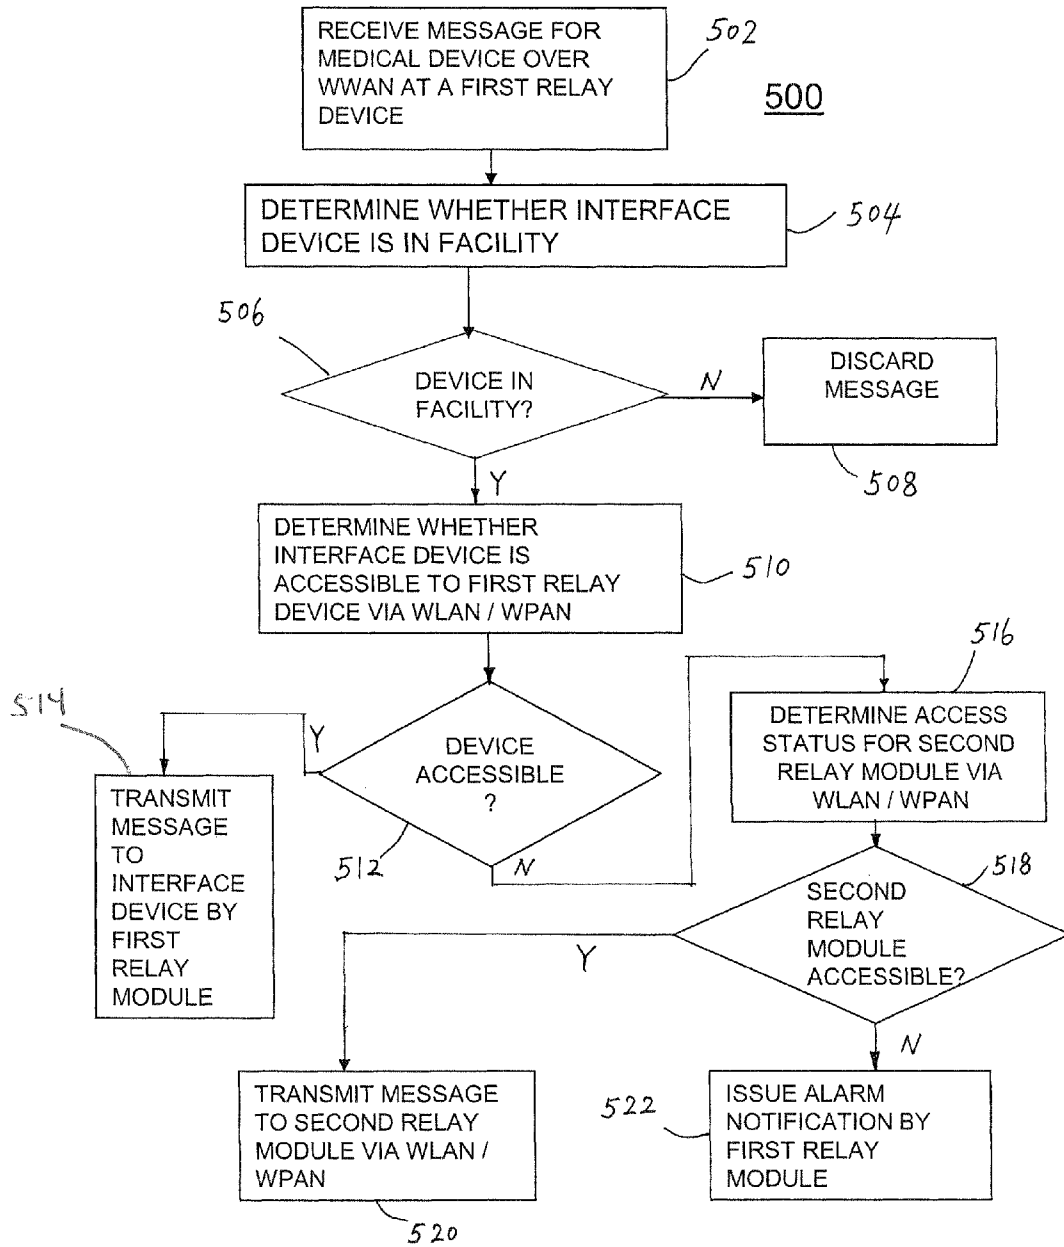 RECEIVE MESSAGE FOR
MEDICAL DEVICE OVER
WWAN AT A FIRST RELAY
DEVICE
502
500
DETERMINE WHETHER INTERFACE
DEVICE IS IN FACILITY
504
506
DEVICE IN
FACILITY?
N
DISCARD
MESSAGE
508
Y
DETERMINE WHETHER
INTERFACE DEVICE IS
ACCESSIBLE TO FIRST RELAY
DEVICE VIA WLAN / WPAN
510
516
DETERMINE ACCESS
STATUS FOR SECOND
RELAY MODULE VIA
WLAN / WPAN
514
Y
DEVICE
ACCESSIBLE
?
512
N
TRANSMIT
MESSAGE
TO
INTERFACE
DEVICE BY
FIRST
RELAY
MODULE
518
SECOND
RELAY
MODULE
ACCESSIBLE?
Y
N
TRANSMIT MESSAGE
TO SECOND RELAY
MODULE VIA WLAN /
WPAN
520
522
ISSUE ALARM
NOTIFICATION BY
FIRST RELAY
MODULE